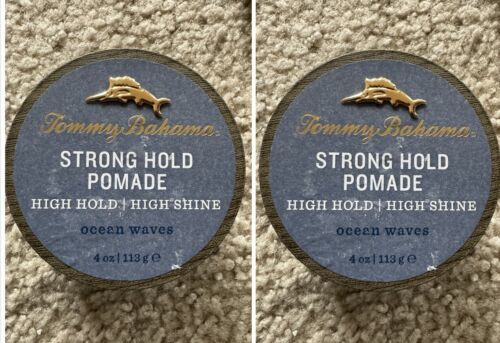 Tommy Bahama
STRONG HOLD
POMADE
HIGH HOLD | HIGH SHINE
ocean waves
4 oz | 113 g ℮
Tommy Bahama
STRONG HOLD
POMADE
HIGH HOLD | HIGH SHINE
ocean waves
4 oz | 113 g ℮